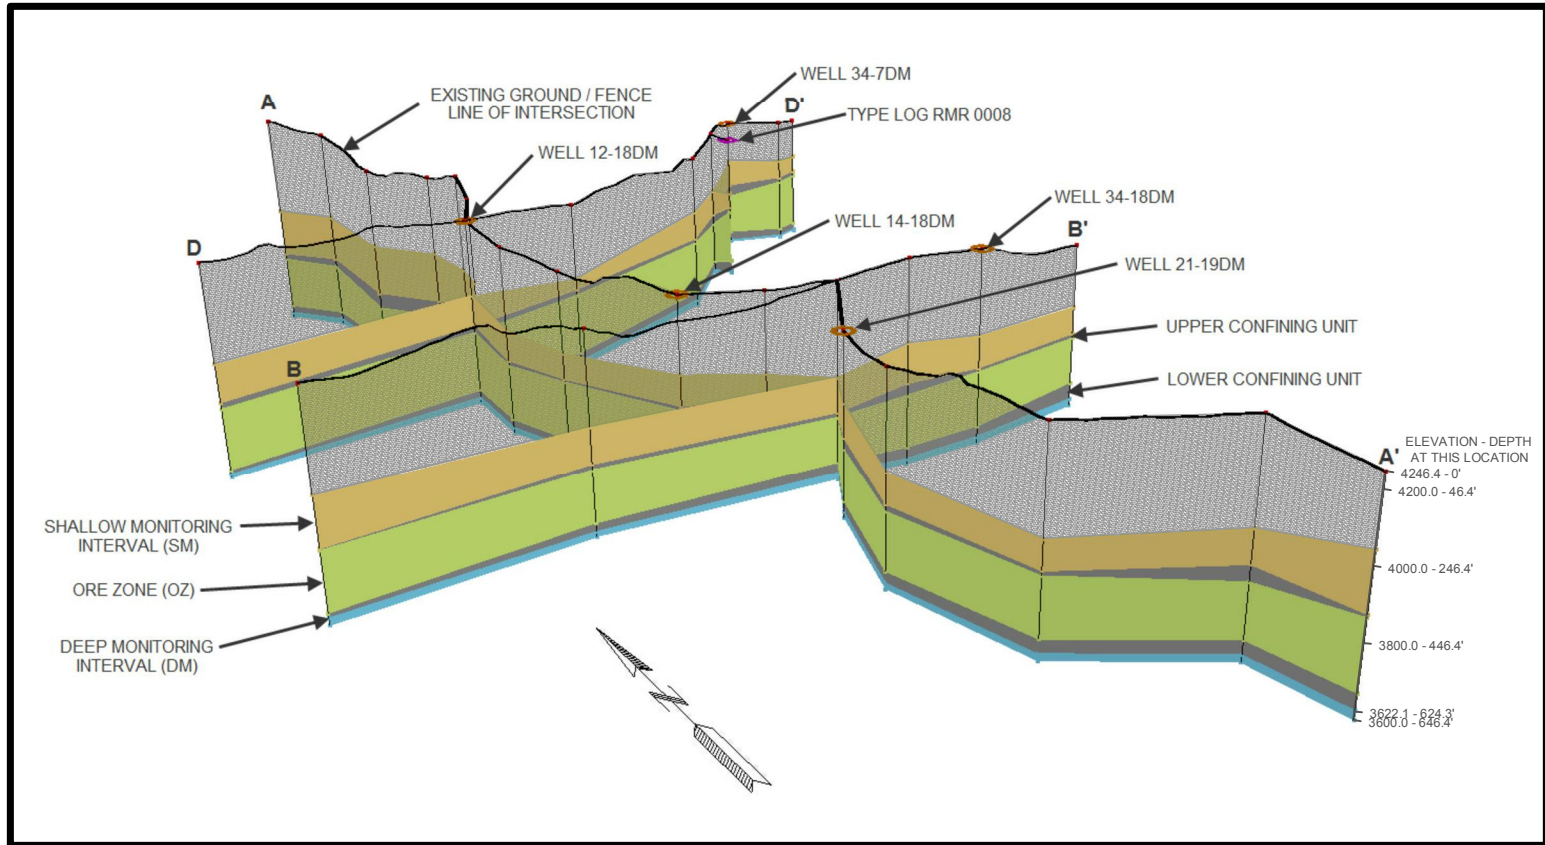 WELL 34-7DM
A
EXISTING GROUND / FENCE
LINE OF INTERSECTION
D'
TYPE LOG RMR 0008
WELL 12-18DM
WELL 34-18DM
WELL 14-18DM
B'
D
WELL 21-19DM
UPPER CONFINING UNIT
B
LOWER CONFINING UNIT
ELEVATION - DEPTH
AT THIS LOCATION
A'
4246.4 - 0'
4200.0 - 46.4'
SHALLOW MONITORING
INTERVAL (SM)
4000.0 - 246.4'
ORE ZONE (OZ)
DEEP MONITORING
INTERVAL (DM)
3800.0 - 446.4'
N
3622.1 - 624.3'
3600.0 - 646.4'